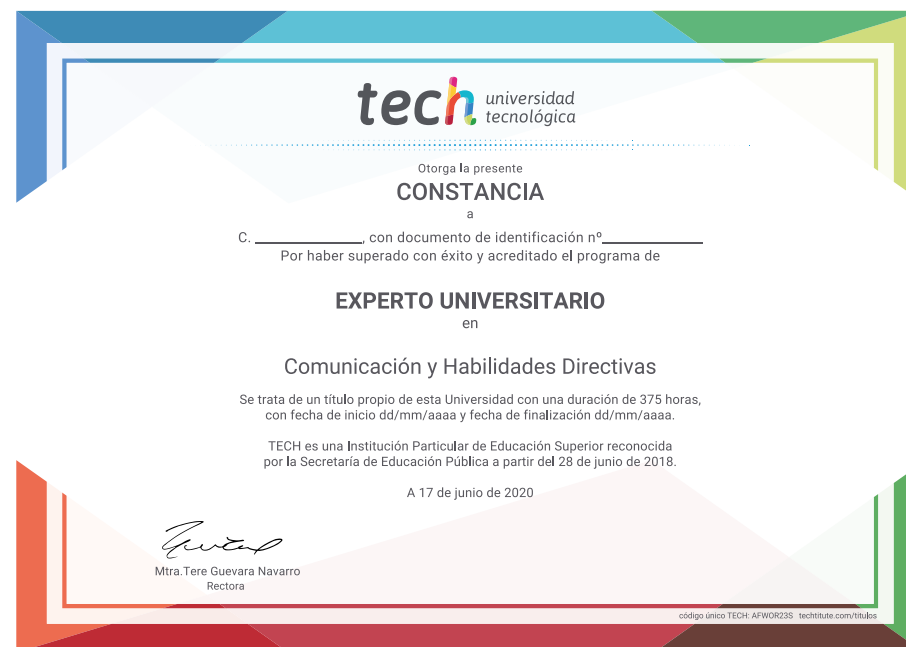 tech universidad
tecnológica
Otorga la presente
CONSTANCIA
a
C. ____________, con documento de identificación nº____________
Por haber superado con éxito y acreditado el programa de
EXPERTO UNIVERSITARIO
en
Comunicación y Habilidades Directivas
Se trata de un título propio de esta Universidad con una duración de 375 horas,
con fecha de inicio dd/mm/aaaa y fecha de finalización dd/mm/aaaa.
TECH es una Institución Particular de Educación Superior reconocida
por la Secretaría de Educación Pública a partir del 28 de junio de 2018.
A 17 de junio de 2020
Mtra.Tere Guevara Navarro
Rectora
código único TECH: AFWOR23S techtitute.com/titulos